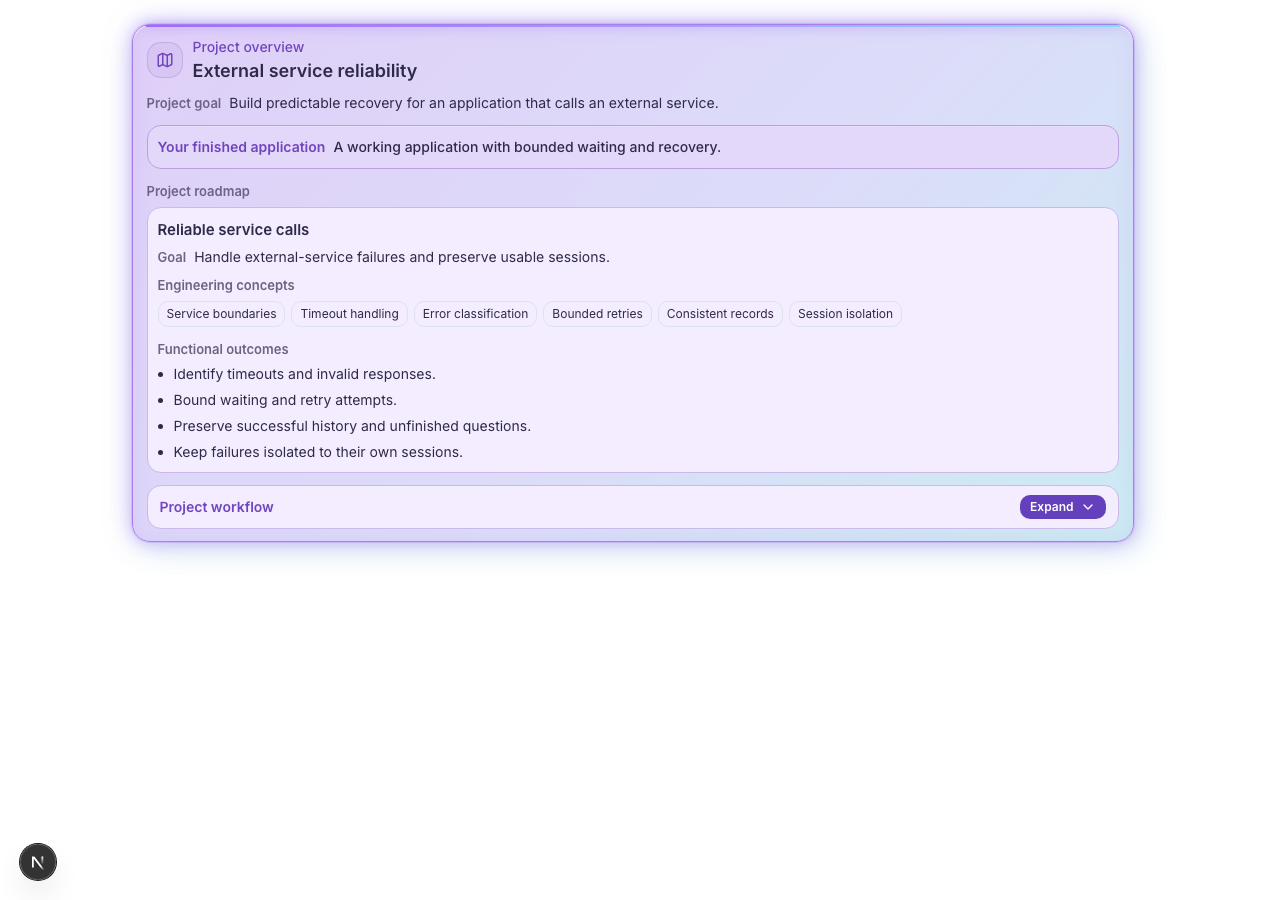 Project overview
External service reliability
Project goal Build predictable recovery for an application that calls an external service.
Your finished application A working application with bounded waiting and recovery.
Project roadmap
Reliable service calls
Goal Handle external-service failures and preserve usable sessions.
Engineering concepts
Service boundaries Timeout handling Error classification Bounded retries Consistent records Session isolation
Functional outcomes
• Identify timeouts and invalid responses.
• Bound waiting and retry attempts.
• Preserve successful history and unfinished questions.
• Keep failures isolated to their own sessions.
Project workflow Expand
N